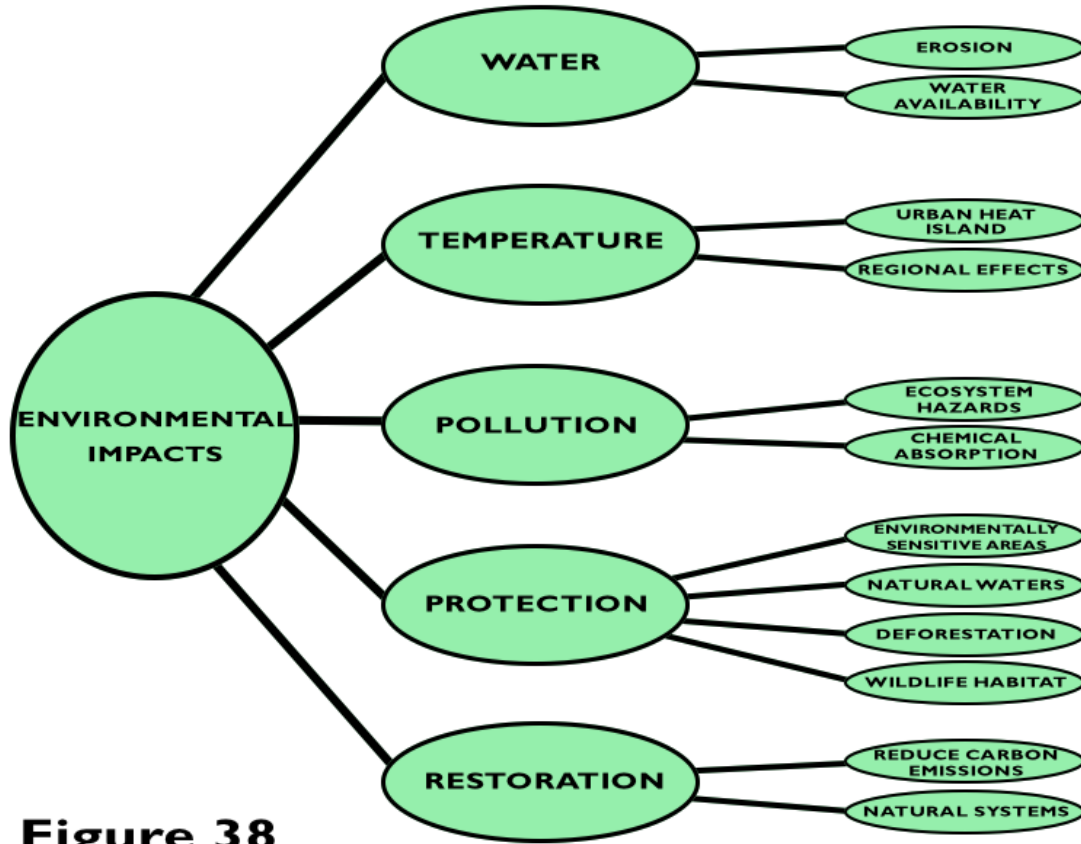 WATER
EROSION
WATER
AVAILABILITY
TEMPERATURE
URBAN HEAT
ISLAND
REGIONAL EFFECTS
ENVIRONMENTAL
IMPACTS
POLLUTION
ECOSYSTEM
HAZARDS
CHEMICAL
ABSORPTION
PROTECTION
ENVIRONMENTALLY
SENSITIVE AREAS
NATURAL WATERS
DEFORESTATION
WILDLIFE HABITAT
RESTORATION
REDUCE CARBON
EMISSIONS
NATURAL SYSTEMS
Figure 38